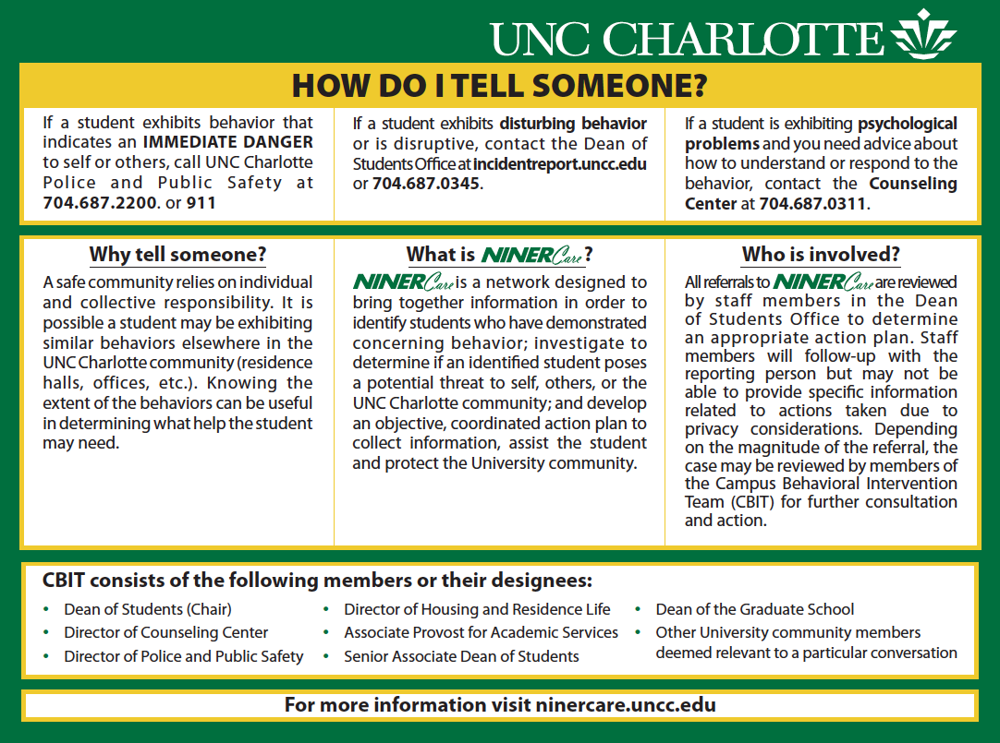 UNC CHARLOTTE
HOW DO I TELL SOMEONE?
If a student exhibits behavior that
indicates an IMMEDIATE DANGER
to self or others, call UNC Charlotte
Police and Public Safety at
704.687.2200. or 911
If a student exhibits disturbing behavior
or is disruptive, contact the Dean of
Students Office at incidentreport.uncc.edu
or 704.687.0345.
If a student is exhibiting psychological
problems and you need advice about
how to understand or respond to the
behavior, contact the Counseling
Center at 704.687.0311.
Why tell someone?
A safe community relies on individual
and collective responsibility. It is
possible a student may be exhibiting
similar behaviors elsewhere in the
UNC Charlotte community (residence
halls, offices, etc.). Knowing the
extent of the behaviors can be useful
in determining what help the student
may need.
What is NINER Care?
NINER Care is a network designed to
bring together information in order to
identify students who have demonstrated
concerning behavior; investigate to
determine if an identified student poses
a potential threat to self, others, or the
UNC Charlotte community; and develop
an objective, coordinated action plan to
collect information, assist the student
and protect the University community.
Who is involved?
All referrals to NINER Care are reviewed
by staff members in the Dean
of Students Office to determine
an appropriate action plan. Staff
members will follow-up with the
reporting person but may not be
able to provide specific information
related to actions taken due to
privacy considerations. Depending
on the magnitude of the referral, the
case may be reviewed by members of
the Campus Behavioral Intervention
Team (CBIT) for further consultation
and action.
CBIT consists of the following members or their designees:
• Dean of Students (Chair)
• Director of Counseling Center
• Director of Police and Public Safety
• Director of Housing and Residence Life
• Associate Provost for Academic Services
• Senior Associate Dean of Students
• Dean of the Graduate School
• Other University community members
deemed relevant to a particular conversation
For more information visit ninercare.uncc.edu